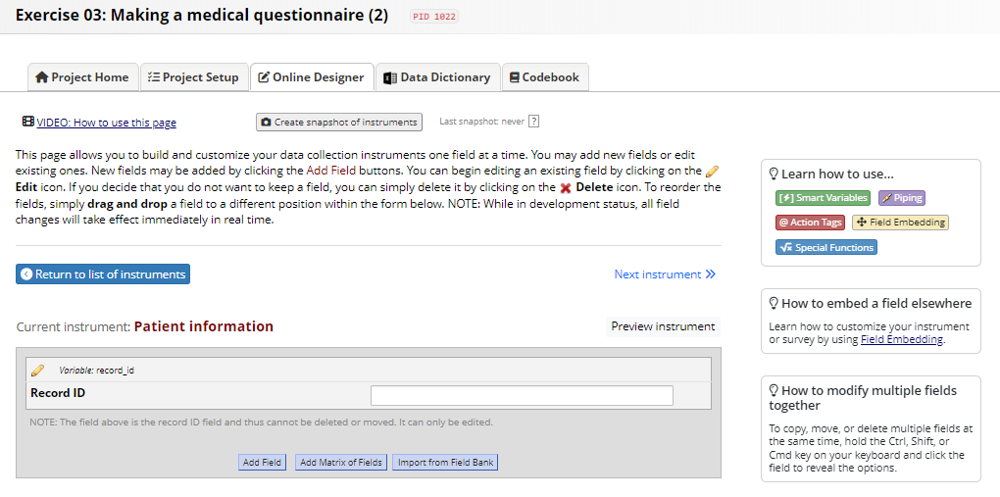 Exercise 03: Making a medical questionnaire (2) PID 1022
Project Home Project Setup Online Designer Data Dictionary Codebook
VIDEO: How to use this page Create snapshot of instruments Last snapshot: never ?
This page allows you to build and customize your data collection instruments one field at a time. You may add new fields or edit
existing ones. New fields may be added by clicking the Add Field buttons. You can begin editing an existing field by clicking on the
Edit icon. If you decide that you do not want to keep a field, you can simply delete it by clicking on the Delete icon. To reorder the
fields, simply drag and drop a field to a different position within the form below. NOTE: While in development status, all field
changes will take effect immediately in real time.
Return to list of instruments Next instrument
Current instrument: Patient information Preview instrument
Variable: record_id
Record ID
NOTE: The field above is the record ID field and thus cannot be deleted or moved. It can only be edited.
Add Field Add Matrix of Fields Import from Field Bank
Learn how to use...
[⚡] Smart Variables Piping
@ Action Tags Field Embedding
√x Special Functions
How to embed a field elsewhere
Learn how to customize your instrument
or survey by using Field Embedding.
How to modify multiple fields
together
To copy, move, or delete multiple fields at
the same time, hold the Ctrl, Shift, or
Cmd key on your keyboard and click the
field to reveal the options.